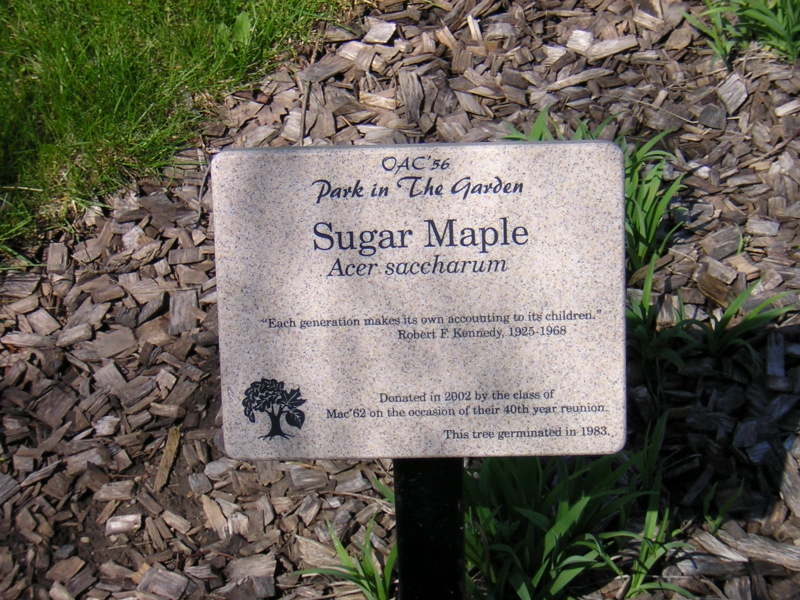 OAC'56
Park in The Garden
Sugar Maple
Acer saccharum
"Each generation makes its own accounting to its children."
Robert F. Kennedy, 1925-1968
Donated in 2002 by the class of
Mac'62 on the occasion of their 40th year reunion.
This tree germinated in 1983.